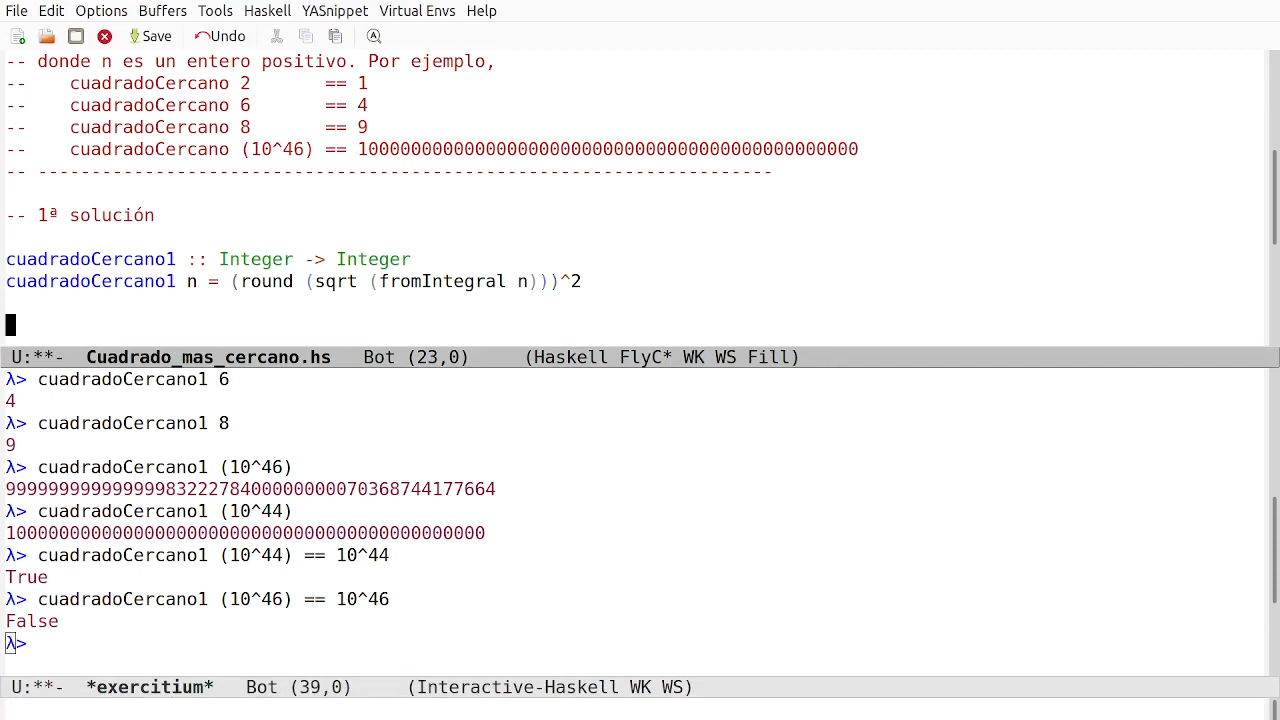 File Edit Options Buffers Tools Haskell YASnippet Virtual Envs Help
Save Undo
-- donde n es un entero positivo. Por ejemplo,
--    cuadradoCercano 2       == 1
--    cuadradoCercano 6       == 4
--    cuadradoCercano 8       == 9
--    cuadradoCercano (10^46) == 10000000000000000000000000000000000000000000000
-- ---------------------------------------------------------------------
-- 1ª solución
cuadradoCercano1 :: Integer -> Integer
cuadradoCercano1 n = (round (sqrt (fromIntegral n)))^2
U:**-  Cuadrado_mas_cercano.hs   Bot (23,0)     (Haskell FlyC* WK WS Fill)
λ> cuadradoCercano1 6
4
λ> cuadradoCercano1 8
9
λ> cuadradoCercano1 (10^46)
9999999999999998322278400000000070368744177664
λ> cuadradoCercano1 (10^44)
100000000000000000000000000000000000000000000
λ> cuadradoCercano1 (10^44) == 10^44
True
λ> cuadradoCercano1 (10^46) == 10^46
False
λ>
U:**-  *exercitium*   Bot (39,0)     (Interactive-Haskell WK WS)